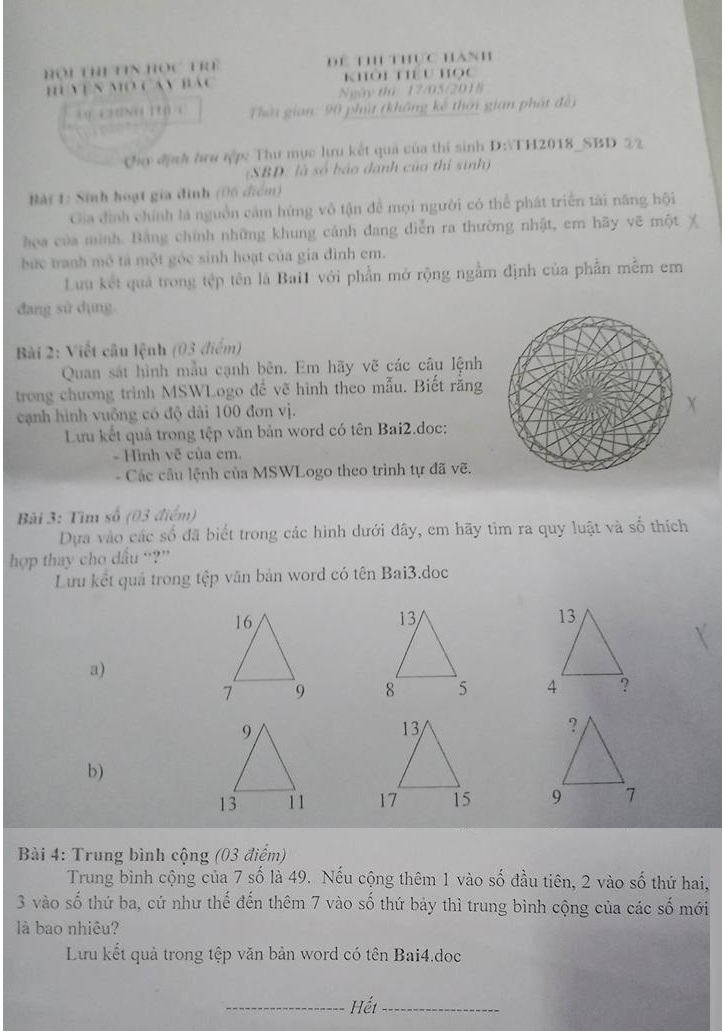 HỘI THI TIN HỌC TRẺ
HUYỆN MỎ CÀY BẮC
ĐỀ CHÍNH THỨC
ĐỀ THI THỰC HÀNH
KHỐI TIỂU HỌC
Ngày thi: 17/05/2018
Thời gian: 90 phút (không kể thời gian phát đề)
Quy định lưu tệp: Thư mục lưu kết quả của thí sinh D:\TH2018_SBD 22
(SBD: là số báo danh của thí sinh)
Bài 1: Sinh hoạt gia đình (06 điểm)
Gia đình chính là nguồn cảm hứng vô tận để mọi người có thể phát triển tài năng hội
họa của mình. Bằng chính những khung cảnh đang diễn ra thường nhật, em hãy vẽ một X
bức tranh mô tả một góc sinh hoạt của gia đình em.
Lưu kết quả trong tệp tên là Bai1 với phần mở rộng ngầm định của phần mềm em
đang sử dụng.
Bài 2: Viết câu lệnh (03 điểm)
Quan sát hình mẫu cạnh bên. Em hãy vẽ các câu lệnh
trong chương trình MSWLogo để vẽ hình theo mẫu. Biết rằng
cạnh hình vuông có độ dài 100 đơn vị. X
Lưu kết quả trong tệp văn bản word có tên Bai2.doc:
- Hình vẽ của em.
- Các câu lệnh của MSWLogo theo trình tự đã vẽ.
Bài 3: Tìm số (03 điểm)
Dựa vào các số đã biết trong các hình dưới đây, em hãy tìm ra quy luật và số thích
hợp thay cho dấu “?”
Lưu kết quả trong tệp văn bản word có tên Bai3.doc
16 13 13 X
a)
7 9 8 5 4 ?
9 13 ?
b)
13 11 17 15 9 7
Bài 4: Trung bình cộng (03 điểm)
Trung bình cộng của 7 số là 49. Nếu cộng thêm 1 vào số đầu tiên, 2 vào số thứ hai,
3 vào số thứ ba, cứ như thế đến thêm 7 vào số thứ bảy thì trung bình cộng của các số mới
là bao nhiêu?
Lưu kết quả trong tệp văn bản word có tên Bai4.doc
------------------- Hết -------------------